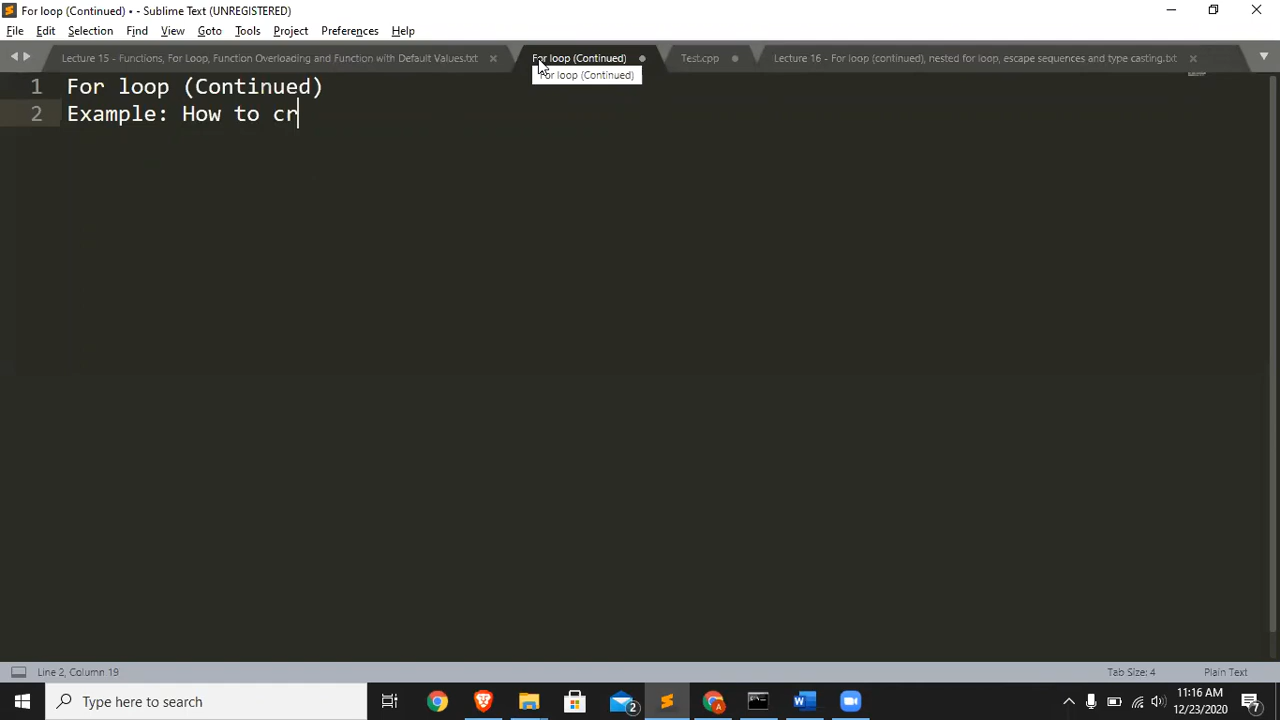 For loop (Continued) • - Sublime Text (UNREGISTERED)
File Edit Selection Find View Goto Tools Project Preferences Help
Lecture 15 - Functions, For Loop, Function Overloading and Function with Default Values.txt For loop (Continued) Test.cpp Lecture 16 - For loop (continued), nested for loop, escape sequences and type casting.txt
For loop (Continued)
1 For loop (Continued)
2 Example: How to cr
Line 2, Column 19 Tab Size: 4 Plain Text
Type here to search 2 11:16 AM
12/23/2020 7